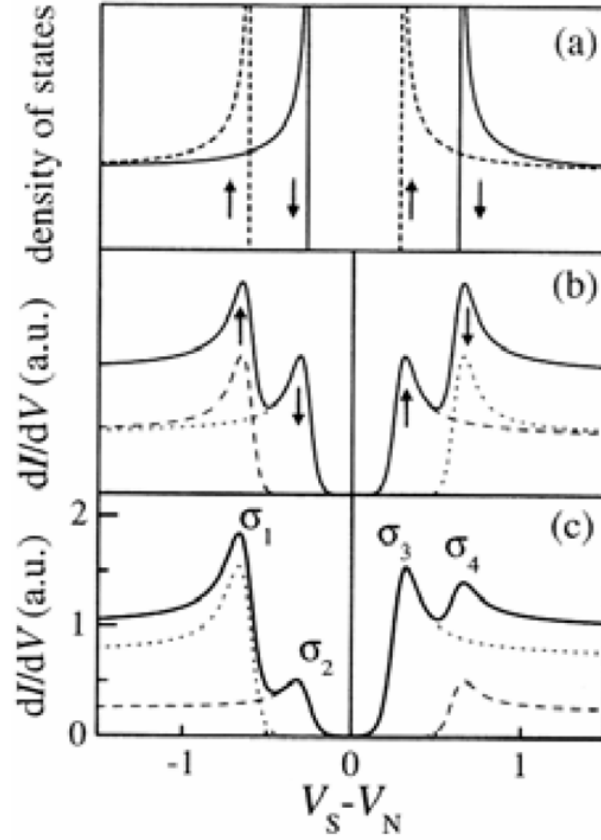 density of states
(a)
↑ ↓ ↑ ↓
dI/dV (a.u.)
(b)
↑ ↓ ↑ ↓
dI/dV (a.u.)
(c)
2
1
0
σ1 σ2 σ3 σ4
-1 0 1
VS-VN